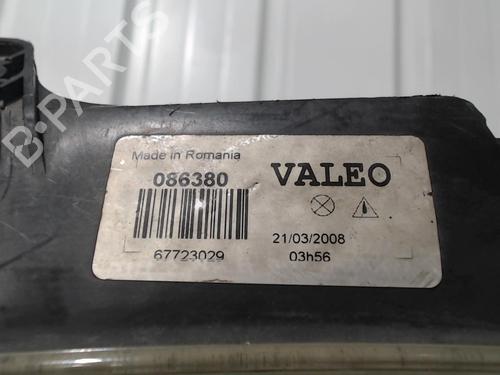 B-PARTS
Made in Romania
086380
VALEO
67723029
21/03/2008
03h56